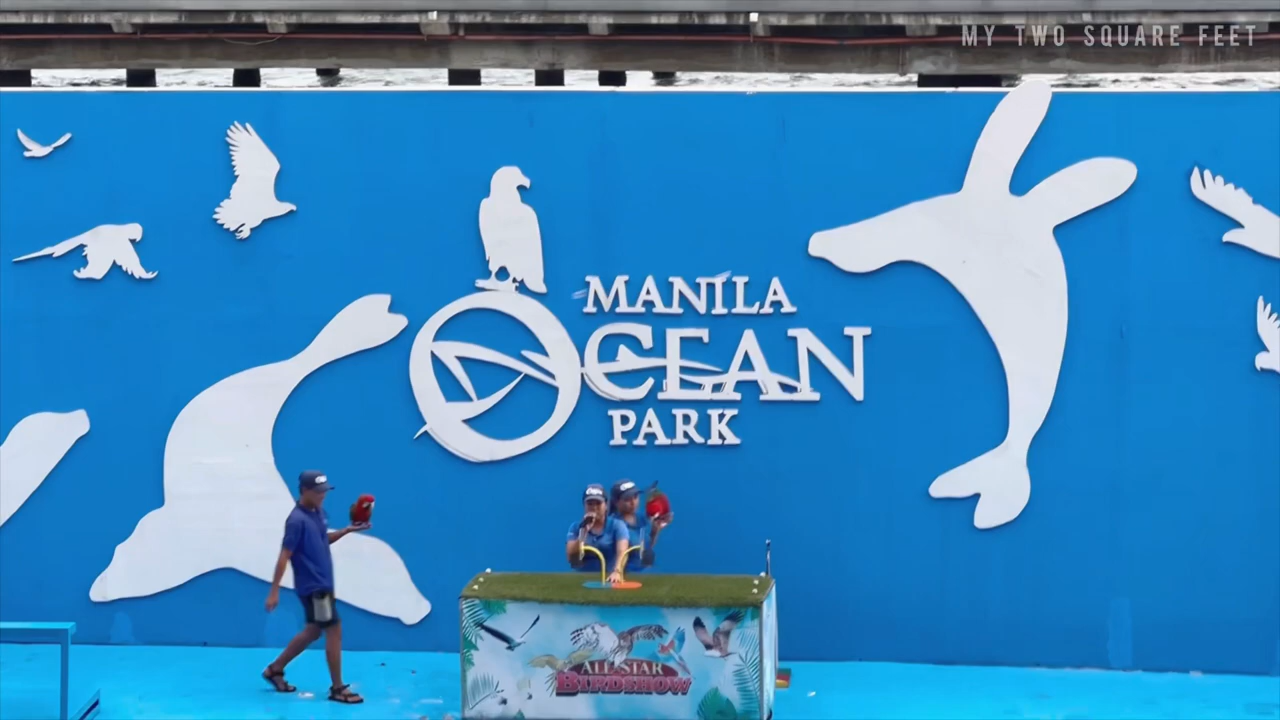 MY TWO SQUARE FEET
MANILA
OCEAN
PARK
ALL-STAR
BIRDSHOW